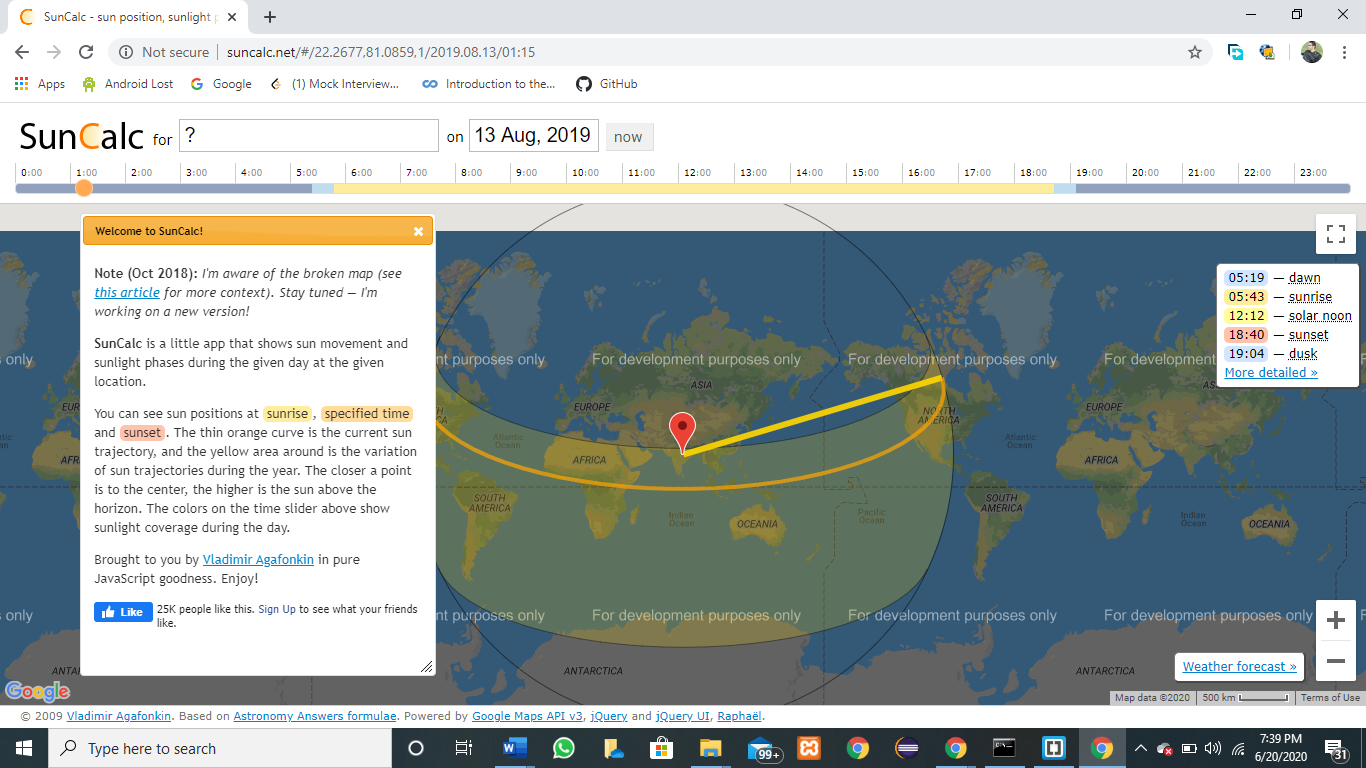 SunCalc - sun position, sunlight p
Not secure | suncalc.net/#/22.2677,81.0859,1/2019.08.13/01:15
Apps Android Lost Google (1) Mock Interview... Introduction to the... GitHub
SunCalc for ? on 13 Aug, 2019 now
0:00 1:00 2:00 3:00 4:00 5:00 6:00 7:00 8:00 9:00 10:00 11:00 12:00 13:00 14:00 15:00 16:00 17:00 18:00 19:00 20:00 21:00 22:00 23:00
Welcome to SunCalc!
Note (Oct 2018): I'm aware of the broken map (see
this article for more context). Stay tuned — I'm
working on a new version!
SunCalc is a little app that shows sun movement and
sunlight phases during the given day at the given
location.
You can see sun positions at sunrise , specified time
and sunset . The thin orange curve is the current sun
trajectory, and the yellow area around is the variation
of sun trajectories during the year. The closer a point
is to the center, the higher is the sun above the
horizon. The colors on the time slider above show
sunlight coverage during the day.
Brought to you by Vladimir Agafonkin in pure
JavaScript goodness. Enjoy!
Like 25K people like this. Sign Up to see what your friends
like.
05:19 — dawn
05:43 — sunrise
12:12 — solar noon
18:40 — sunset
19:04 — dusk
More detailed »
only nt purposes only For development purposes only For development purposes only For development purposes only
ASIA
EUROPE
NORTH
AMERICA
EUROPE
ASIA
Atlantic
Ocean
AFRICA
Atlantic
Ocean
AFRICA
SOUTH
AMERICA
Indian
Ocean
OCEANIA
Pacific
Ocean
SOUTH
AMERICA
Indian
Ocean
OCEANIA
only nt purposes only For development purposes only For development purposes only For development purposes only
ANTARCTICA ANTARCTICA
Weather forecast »
Google
Map data ©2020 500 km Terms of Use
© 2009 Vladimir Agafonkin. Based on Astronomy Answers formulae. Powered by Google Maps API v3, jQuery and jQuery UI, Raphaël.
Type here to search
99+
7:39 PM
6/20/2020
31